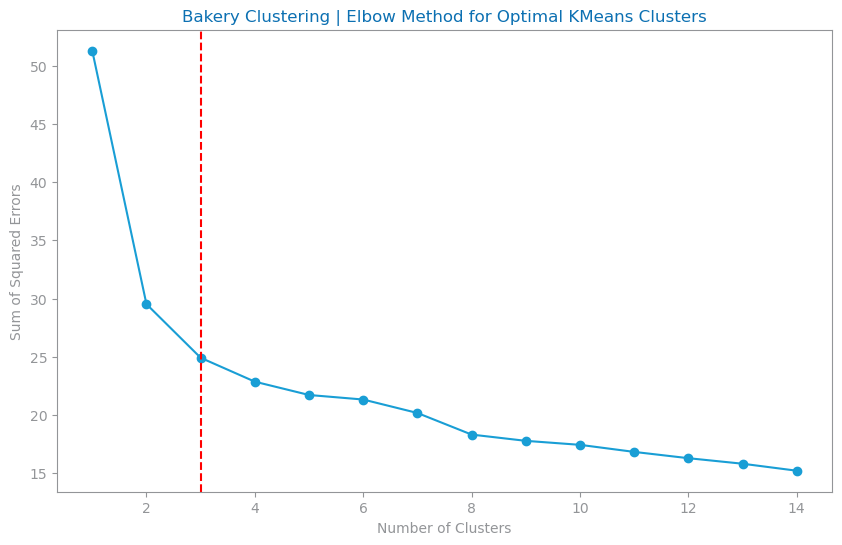 Bakery Clustering | Elbow Method for Optimal KMeans Clusters
50
45
40
35
30
25
20
15
Sum of Squared Errors
2 4 6 8 10 12 14
Number of Clusters